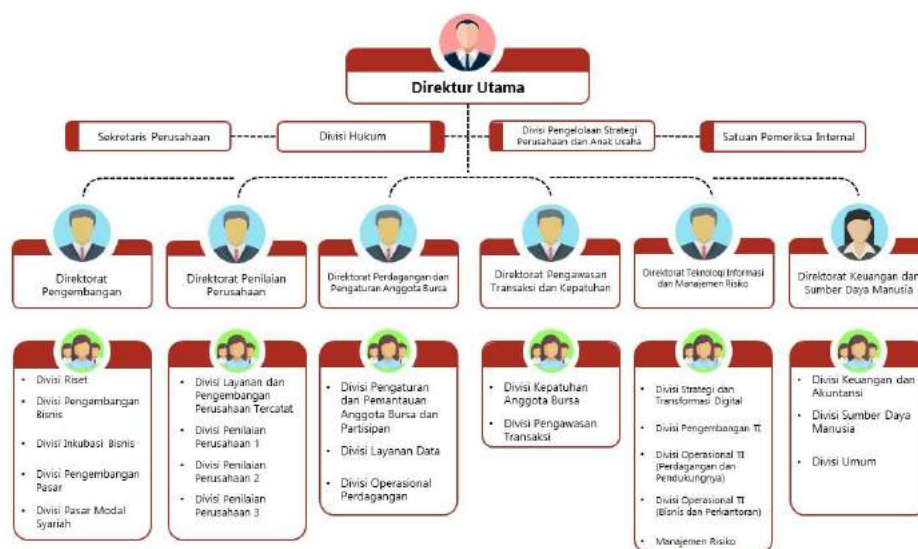 Direktur Utama
Sekretaris Perusahaan
Divisi Hukum
Divisi Pengelolaan Strategi
Perusahaan dan Anak Usaha
Satuan Pemeriksa Internal
Direktorat
Pengembangan
Direktorat Penilaian
Perusahaan
Direktorat Perdagangan dan
Pengaturan Anggota Bursa
Direktorat Pengawasan
Transaksi dan Kepatuhan
Direktorat Teknologi Informasi
dan Manajemen Risiko
Direktorat Keuangan dan
Sumber Daya Manusia
• Divisi Riset
• Divisi Pengembangan
Bisnis
• Divisi Inkubasi Bisnis
• Divisi Pengembangan
Pasar
• Divisi Pasar Modal
Syariah
• Divisi Layanan dan
Pengembangan
Perusahaan Tercatat
• Divisi Penilaian
Perusahaan 1
• Divisi Penilaian
Perusahaan 2
• Divisi Penilaian
Perusahaan 3
• Divisi Pengaturan
dan Pemantauan
Anggota Bursa dan
Partisipan
• Divisi Layanan Data
• Divisi Operasional
Perdagangan
• Divisi Kepatuhan
Anggota Bursa
• Divisi Pengawasan
Transaksi
• Divisi Strategi dan
Transformasi Digital
• Divisi Pengembangan TI
• Divisi Operasional TI
(Perdagangan dan
Pendukungnya)
• Divisi Operasional TI
(Bisnis dan Perkantoran)
• Manajemen Risiko
• Divisi Keuangan dan
Akuntansi
• Divisi Sumber Daya
Manusia
• Divisi Umum